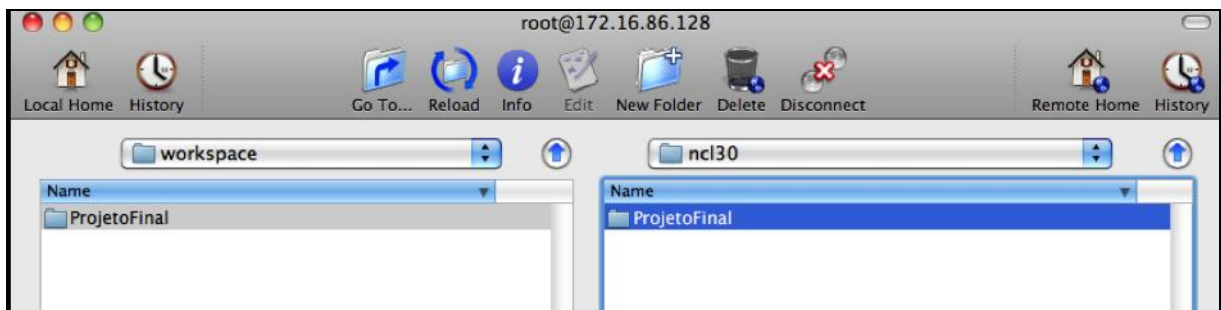 root@172.16.86.128
Local Home History Go To... Reload Info Edit New Folder Delete Disconnect Remote Home History
workspace ncl30
Name Name
ProjetoFinal ProjetoFinal